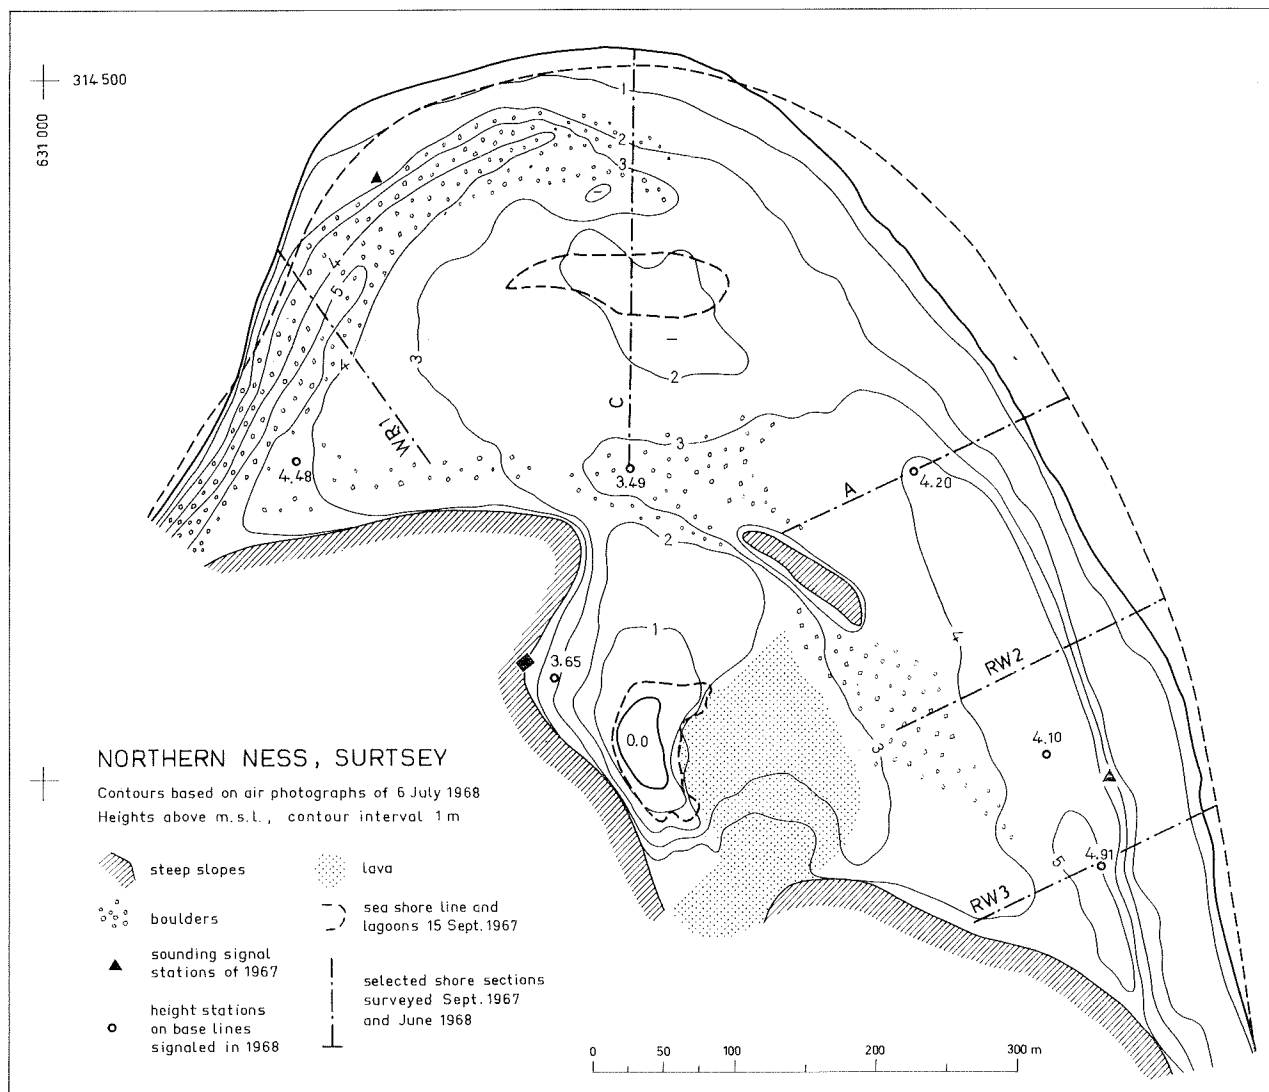 314 500
631 000
1
2
3
4
5
4
3
2
C
WR1
3
4.48
3.49
A
4.20
2
1
3.65
4
RW2
0.0
3
4.10
5
4.91
RW3
NORTHERN NESS, SURTSEY
Contours based on air photographs of 6 July 1968
Heights above m.s.l., contour interval 1 m
steep slopes
boulders
sounding signal
stations of 1967
height stations
on base lines
signaled in 1968
lava
sea shore line and
lagoons 15 Sept. 1967
selected shore sections
surveyed Sept. 1967
and June 1968
0 50 100 200 300 m